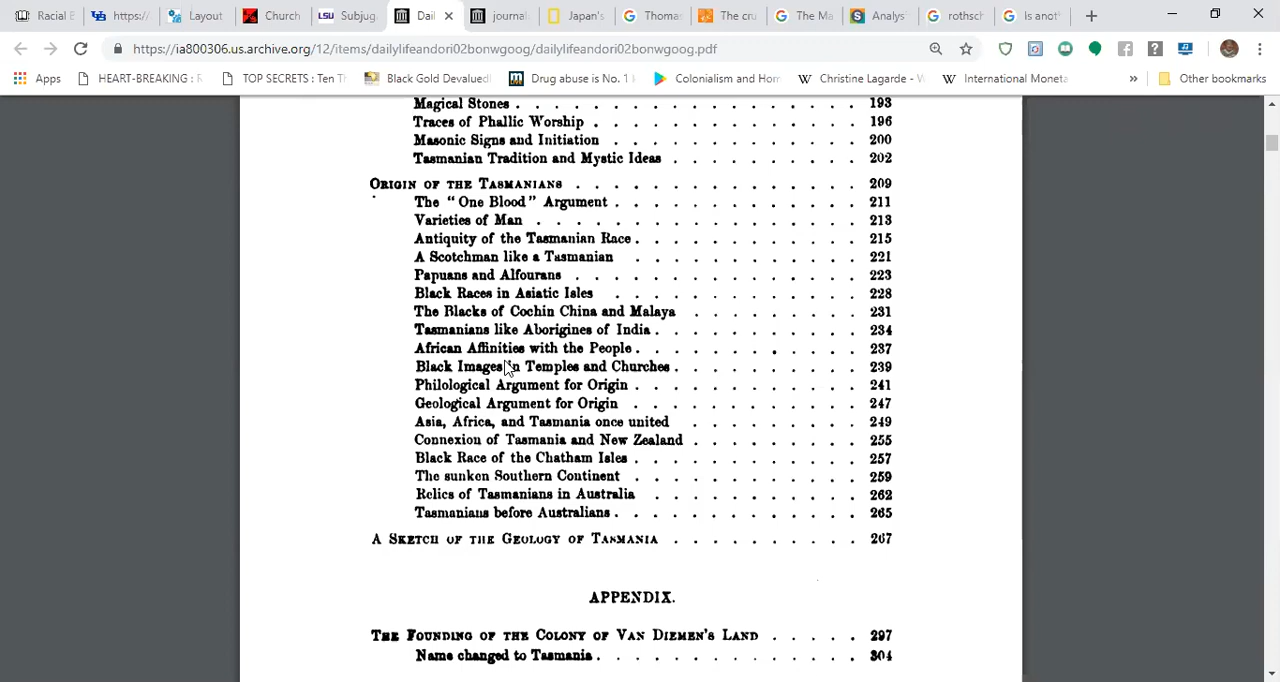 Racial B
https:/
Layout
Church
Subjug
Dail
journal
Japan's
Thomas
The cru
The Ma
Analys
rothsch
Is anot
https://ia800306.us.archive.org/12/items/dailylifeandori02bonwgoog/dailylifeandori02bonwgoog.pdf
Apps
HEART-BREAKING : R
TOP SECRETS : Ten Th
Black Gold Devalued
Drug abuse is No. 1
Colonialism and Hom
Christine Lagarde - W
International Moneta
»
Other bookmarks
Magical Stones . . . . . . . . . . . . . . . 193
Traces of Phallic Worship . . . . . . . . . . . . 196
Masonic Signs and Initiation . . . . . . . . . . . 200
Tasmanian Tradition and Mystic Ideas . . . . . . . . . 202
ORIGIN OF THE TASMANIANS . . . . . . . . . . . . . 209
The "One Blood" Argument . . . . . . . . . . . . 211
Varieties of Man . . . . . . . . . . . . . . 213
Antiquity of the Tasmanian Race . . . . . . . . . . 215
A Scotchman like a Tasmanian . . . . . . . . . . 221
Papuans and Alfourans . . . . . . . . . . . . . 223
Black Races in Asiatic Isles . . . . . . . . . . . 228
The Blacks of Cochin China and Malaya . . . . . . . . 231
Tasmanians like Aborigines of India . . . . . . . . . 234
African Affinities with the People . . . . . . . . . . 237
Black Images in Temples and Churches . . . . . . . . . 239
Philological Argument for Origin . . . . . . . . . . 241
Geological Argument for Origin . . . . . . . . . . 247
Asia, Africa, and Tasmania once united . . . . . . . . 249
Connexion of Tasmania and New Zealand . . . . . . . . 255
Black Race of the Chatham Isles . . . . . . . . . . 257
The sunken Southern Continent . . . . . . . . . . 259
Relics of Tasmanians in Australia . . . . . . . . . 262
Tasmanians before Australians . . . . . . . . . . . 265
A SKETCH OF THE GEOLOGY OF TASMANIA . . . . . . . . . . 267
APPENDIX.
THE FOUNDING OF THE COLONY OF VAN DIEMEN'S LAND . . . . . 297
Name changed to Tasmania . . . . . . . . . . . . 304